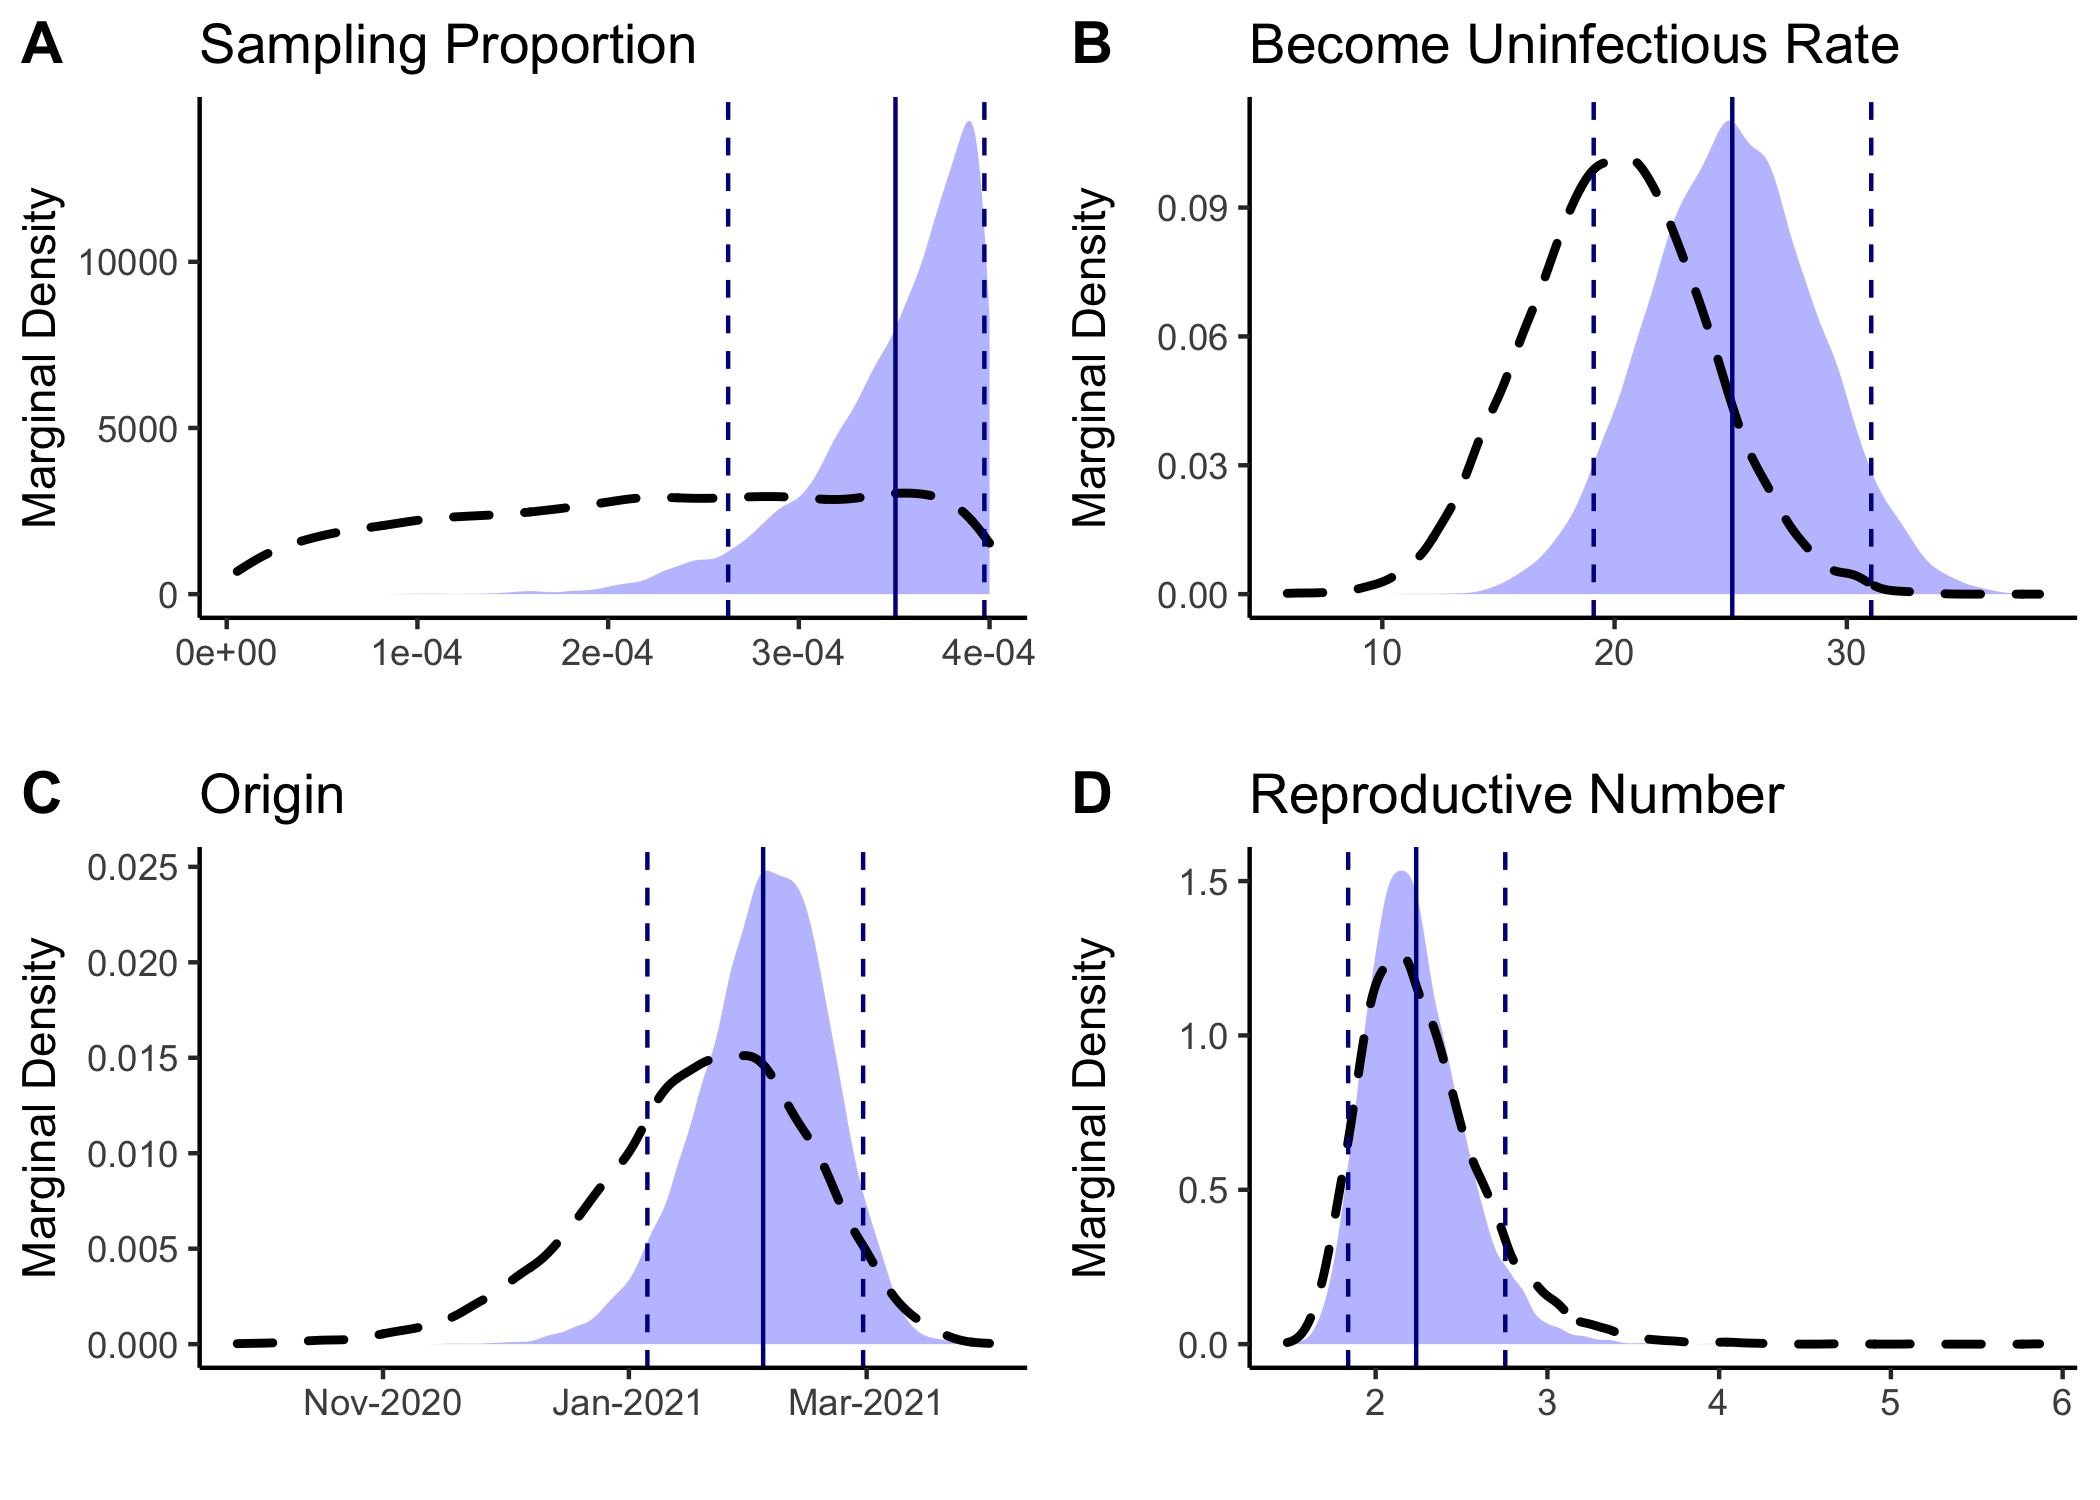 A Sampling Proportion
Marginal Density
10000
5000
0
0e+00 1e-04 2e-04 3e-04 4e-04
B Become Uninfectious Rate
Marginal Density
0.09
0.06
0.03
0.00
10 20 30
C Origin
Marginal Density
0.025
0.020
0.015
0.010
0.005
0.000
Nov-2020 Jan-2021 Mar-2021
D Reproductive Number
Marginal Density
1.5
1.0
0.5
0.0
2 3 4 5 6